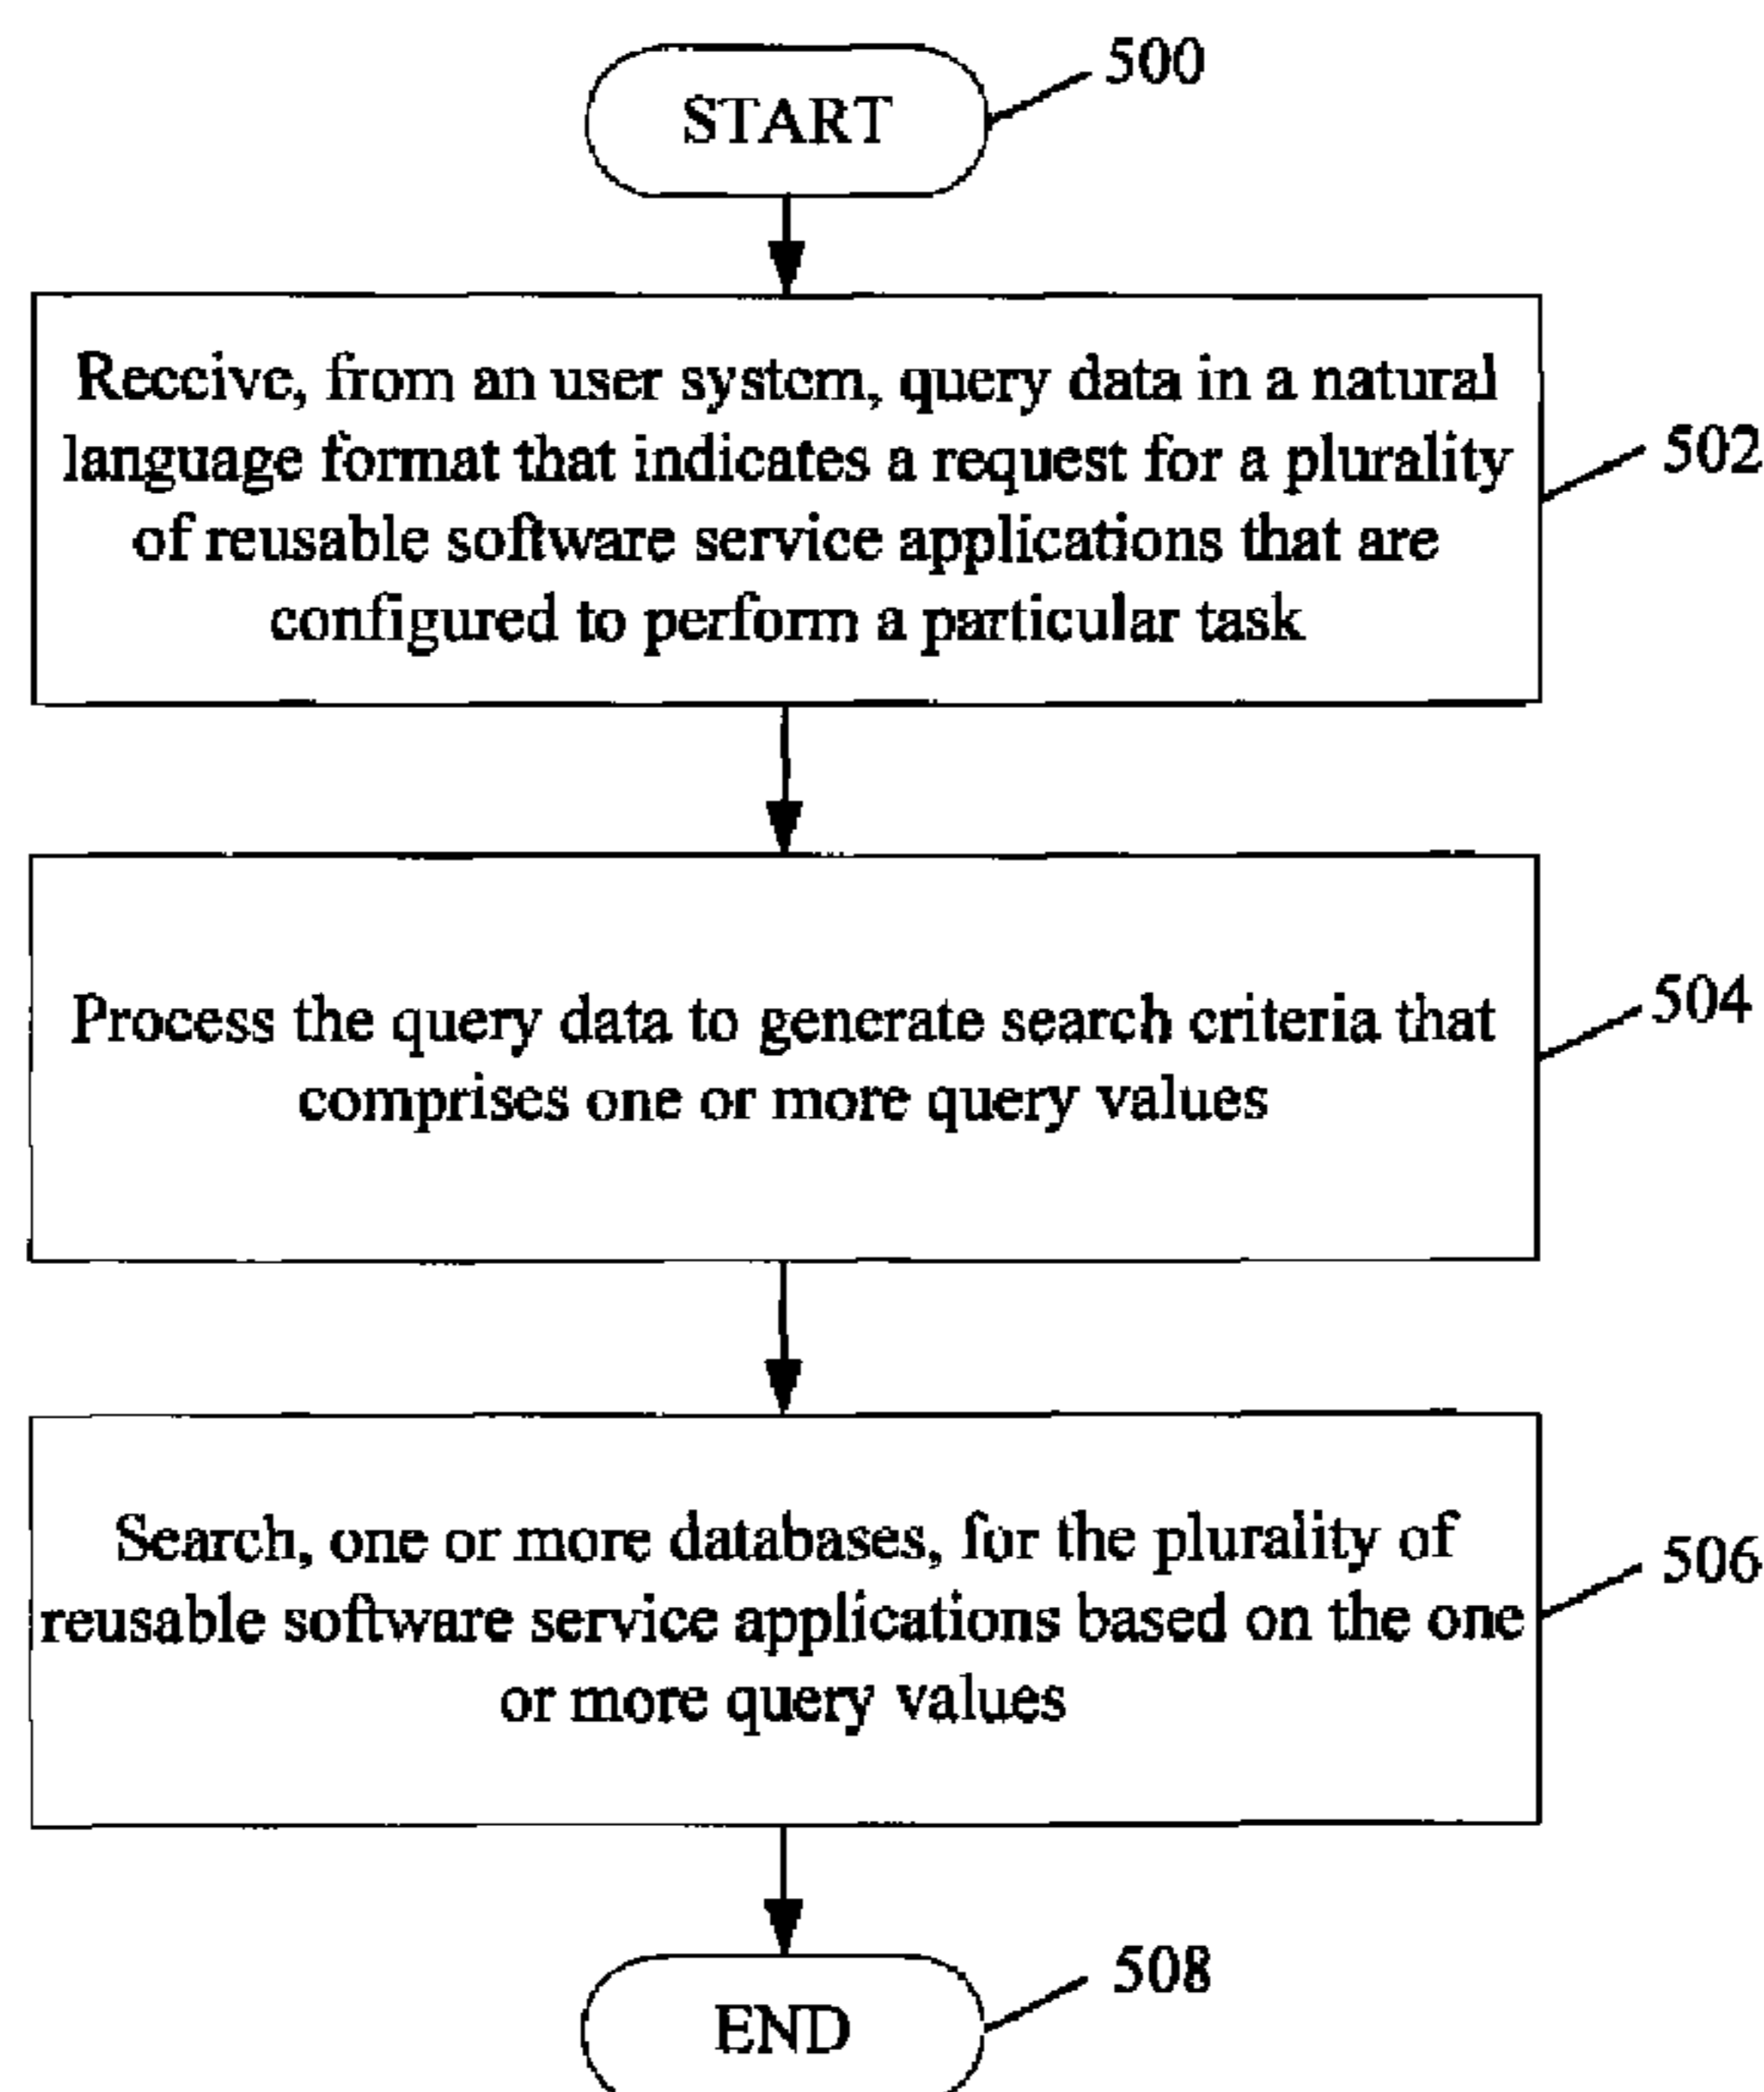 START
500
Receive, from an user system, query data in a natural
language format that indicates a request for a plurality
of reusable software service applications that are
configured to perform a particular task
502
Process the query data to generate search criteria that
comprises one or more query values
504
Search, one or more databases, for the plurality of
reusable software service applications based on the one
or more query values
506
END
508